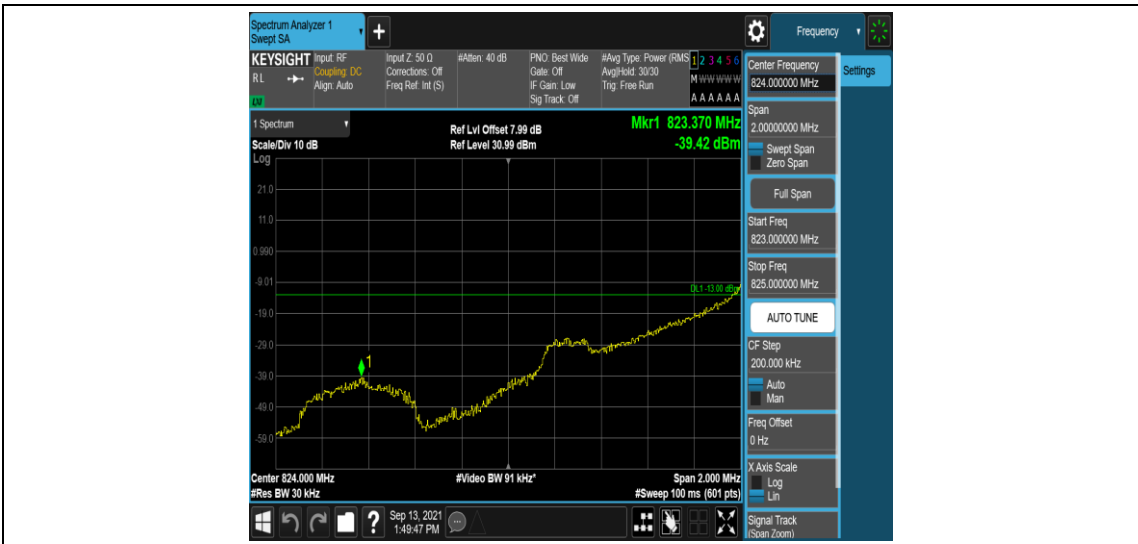 Spectrum Analyzer 1
Swept SA
+
Frequency
KEYSIGHT
RL
LXI
Input: RF
Coupling: DC
Align: Auto
Input Z: 50 Ω
Corrections: Off
Freq Ref: Int (S)
#Atten: 40 dB
PNO: Best Wide
Gate: Off
IF Gain: Low
Sig Track: Off
#Avg Type: Power (RMS
Avg|Hold: 30/30
Trig: Free Run
1 2 3 4 5 6
M W W W W W
A A A A A A
1 Spectrum
Scale/Div 10 dB
Log
Ref Lvl Offset 7.99 dB
Ref Level 30.99 dBm
Mkr1 823.370 MHz
-39.42 dBm
21.0
11.0
0.990
-9.01
-19.0
-29.0
-39.0
-49.0
-59.0
DL1 -13.00 dBm
1
Center 824.000 MHz
#Res BW 30 kHz
#Video BW 91 kHz*
Span 2.000 MHz
#Sweep 100 ms (601 pts)
?
Sep 13, 2021
1:49:47 PM
Center Frequency
824.000000 MHz
Settings
Span
2.00000000 MHz
Swept Span
Zero Span
Full Span
Start Freq
823.000000 MHz
Stop Freq
825.000000 MHz
AUTO TUNE
CF Step
200.000 kHz
Auto
Man
Freq Offset
0 Hz
X Axis Scale
Log
Lin
Signal Track
(Span Zoom)